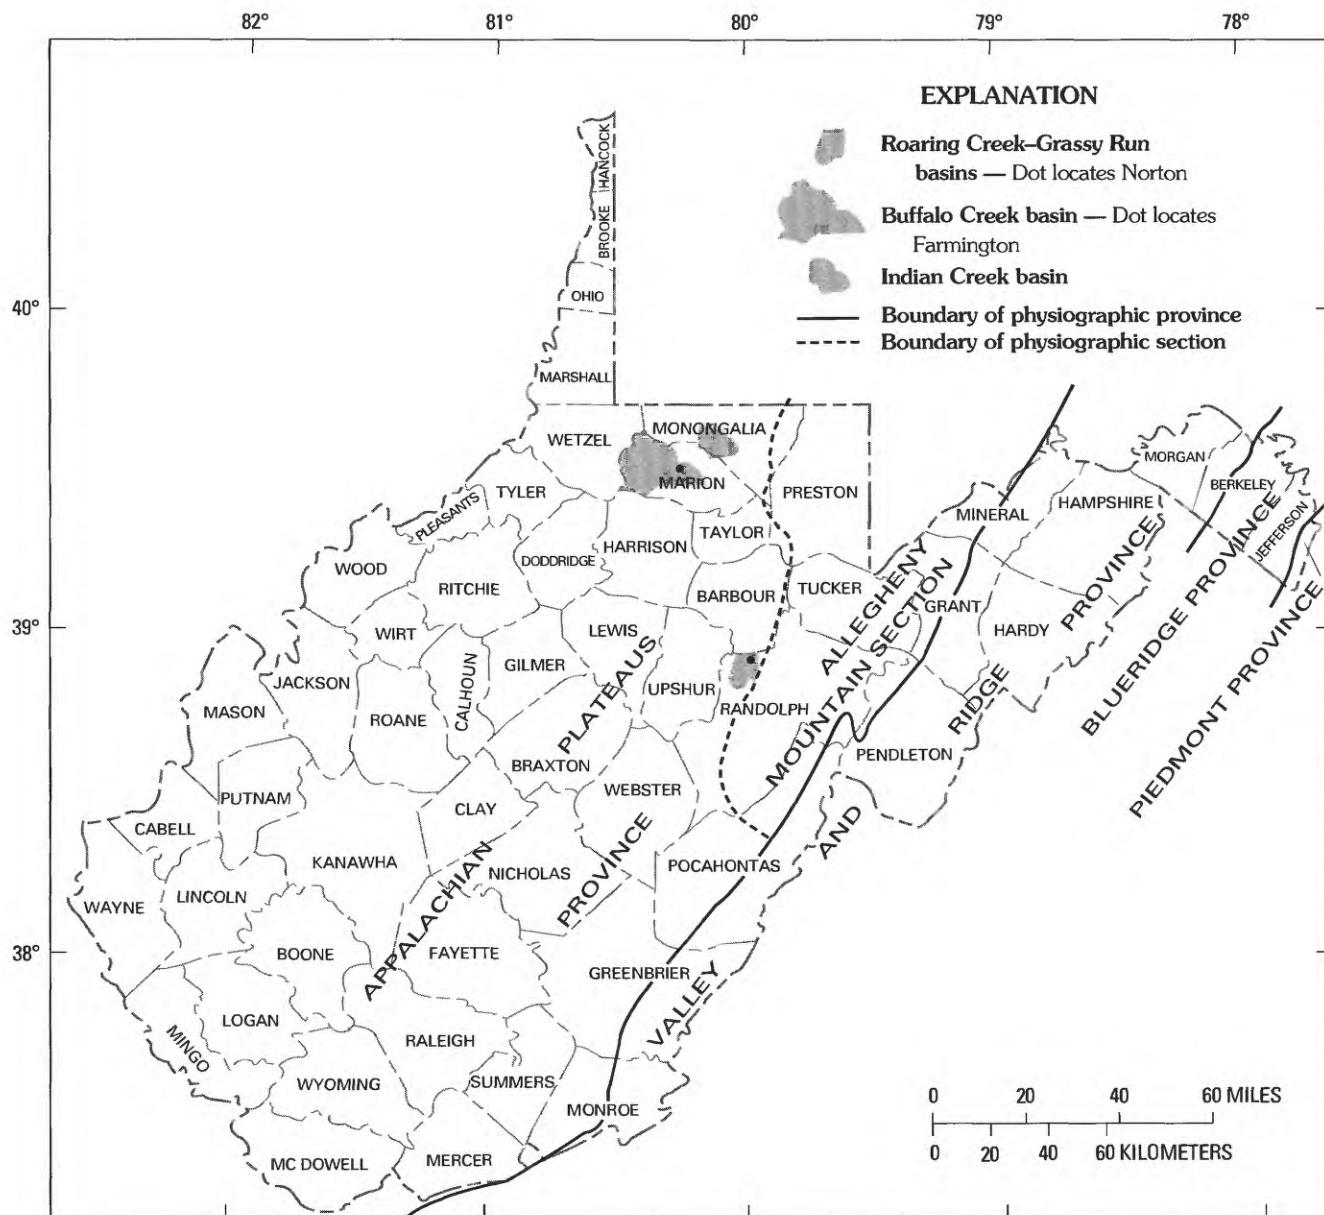 82°
81°
80°
79°
78°
EXPLANATION
Roaring Creek–Grassy Run
basins — Dot locates Norton
Buffalo Creek basin — Dot locates
Farmington
Indian Creek basin
Boundary of physiographic province
Boundary of physiographic section
40°
39°
38°
HANCOCK
BROOKE
OHIO
MARSHALL
WETZEL
MONONGALIA
MARION
PRESTON
TYLER
PLEASANTS
WOOD
RITCHIE
DODDRIDGE
HARRISON
TAYLOR
BARBOUR
TUCKER
MINERAL
HAMPSHIRE
MORGAN
BERKELEY
JEFFERSON
GRANT
HARDY
WIRT
CALHOUN
GILMER
LEWIS
UPSHUR
RANDOLPH
PENDLETON
MASON
JACKSON
ROANE
BRAXTON
WEBSTER
PUTNAM
CLAY
CABELL
KANAWHA
NICHOLAS
POCAHONTAS
WAYNE
LINCOLN
BOONE
FAYETTE
GREENBRIER
LOGAN
MINGO
RALEIGH
WYOMING
SUMMERS
MONROE
MC DOWELL
MERCER
APPALACHIAN
PLATEAUS
PROVINCE
ALLEGHENY
MOUNTAIN SECTION
VALLEY
AND
RIDGE
PROVINCE
BLUERIDGE PROVINCE
PIEDMONT PROVINCE
0 20 40 60 MILES
0 20 40 60 KILOMETERS
82°
81°
80°
79°
78°